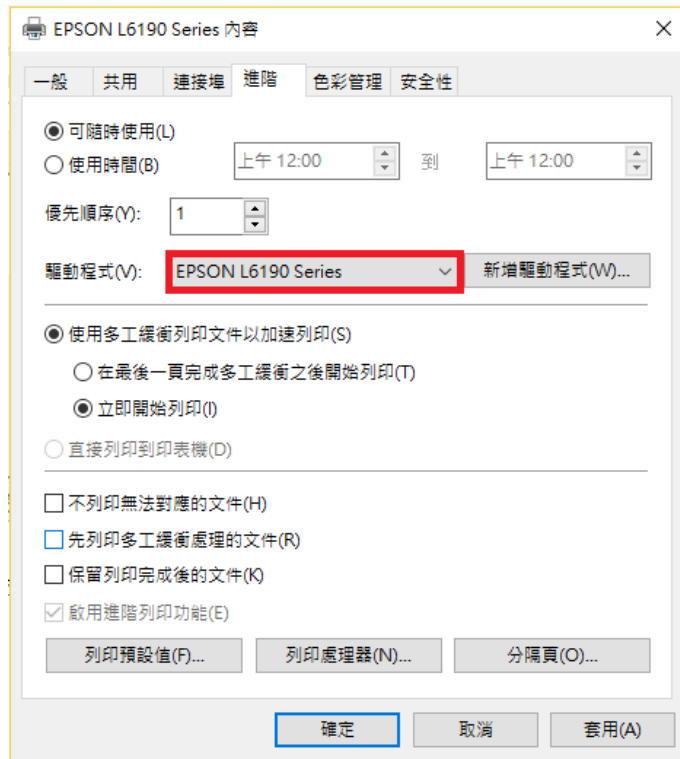 EPSON L6190 Series 內容
一般 共用 連接埠 進階 色彩管理 安全性
可隨時使用(L)
使用時間(B) 上午 12:00 到 上午 12:00
優先順序(Y): 1
驅動程式(V): EPSON L6190 Series 新增驅動程式(W)...
使用多工緩衝列印文件以加速列印(S)
在最後一頁完成多工緩衝之後開始列印(T)
立即開始列印(I)
直接列印到印表機(D)
不列印無法對應的文件(H)
先列印多工緩衝處理的文件(R)
保留列印完成後的文件(K)
啟用進階列印功能(E)
列印預設值(F)... 列印處理器(N)... 分隔頁(O)...
確定 取消 套用(A)